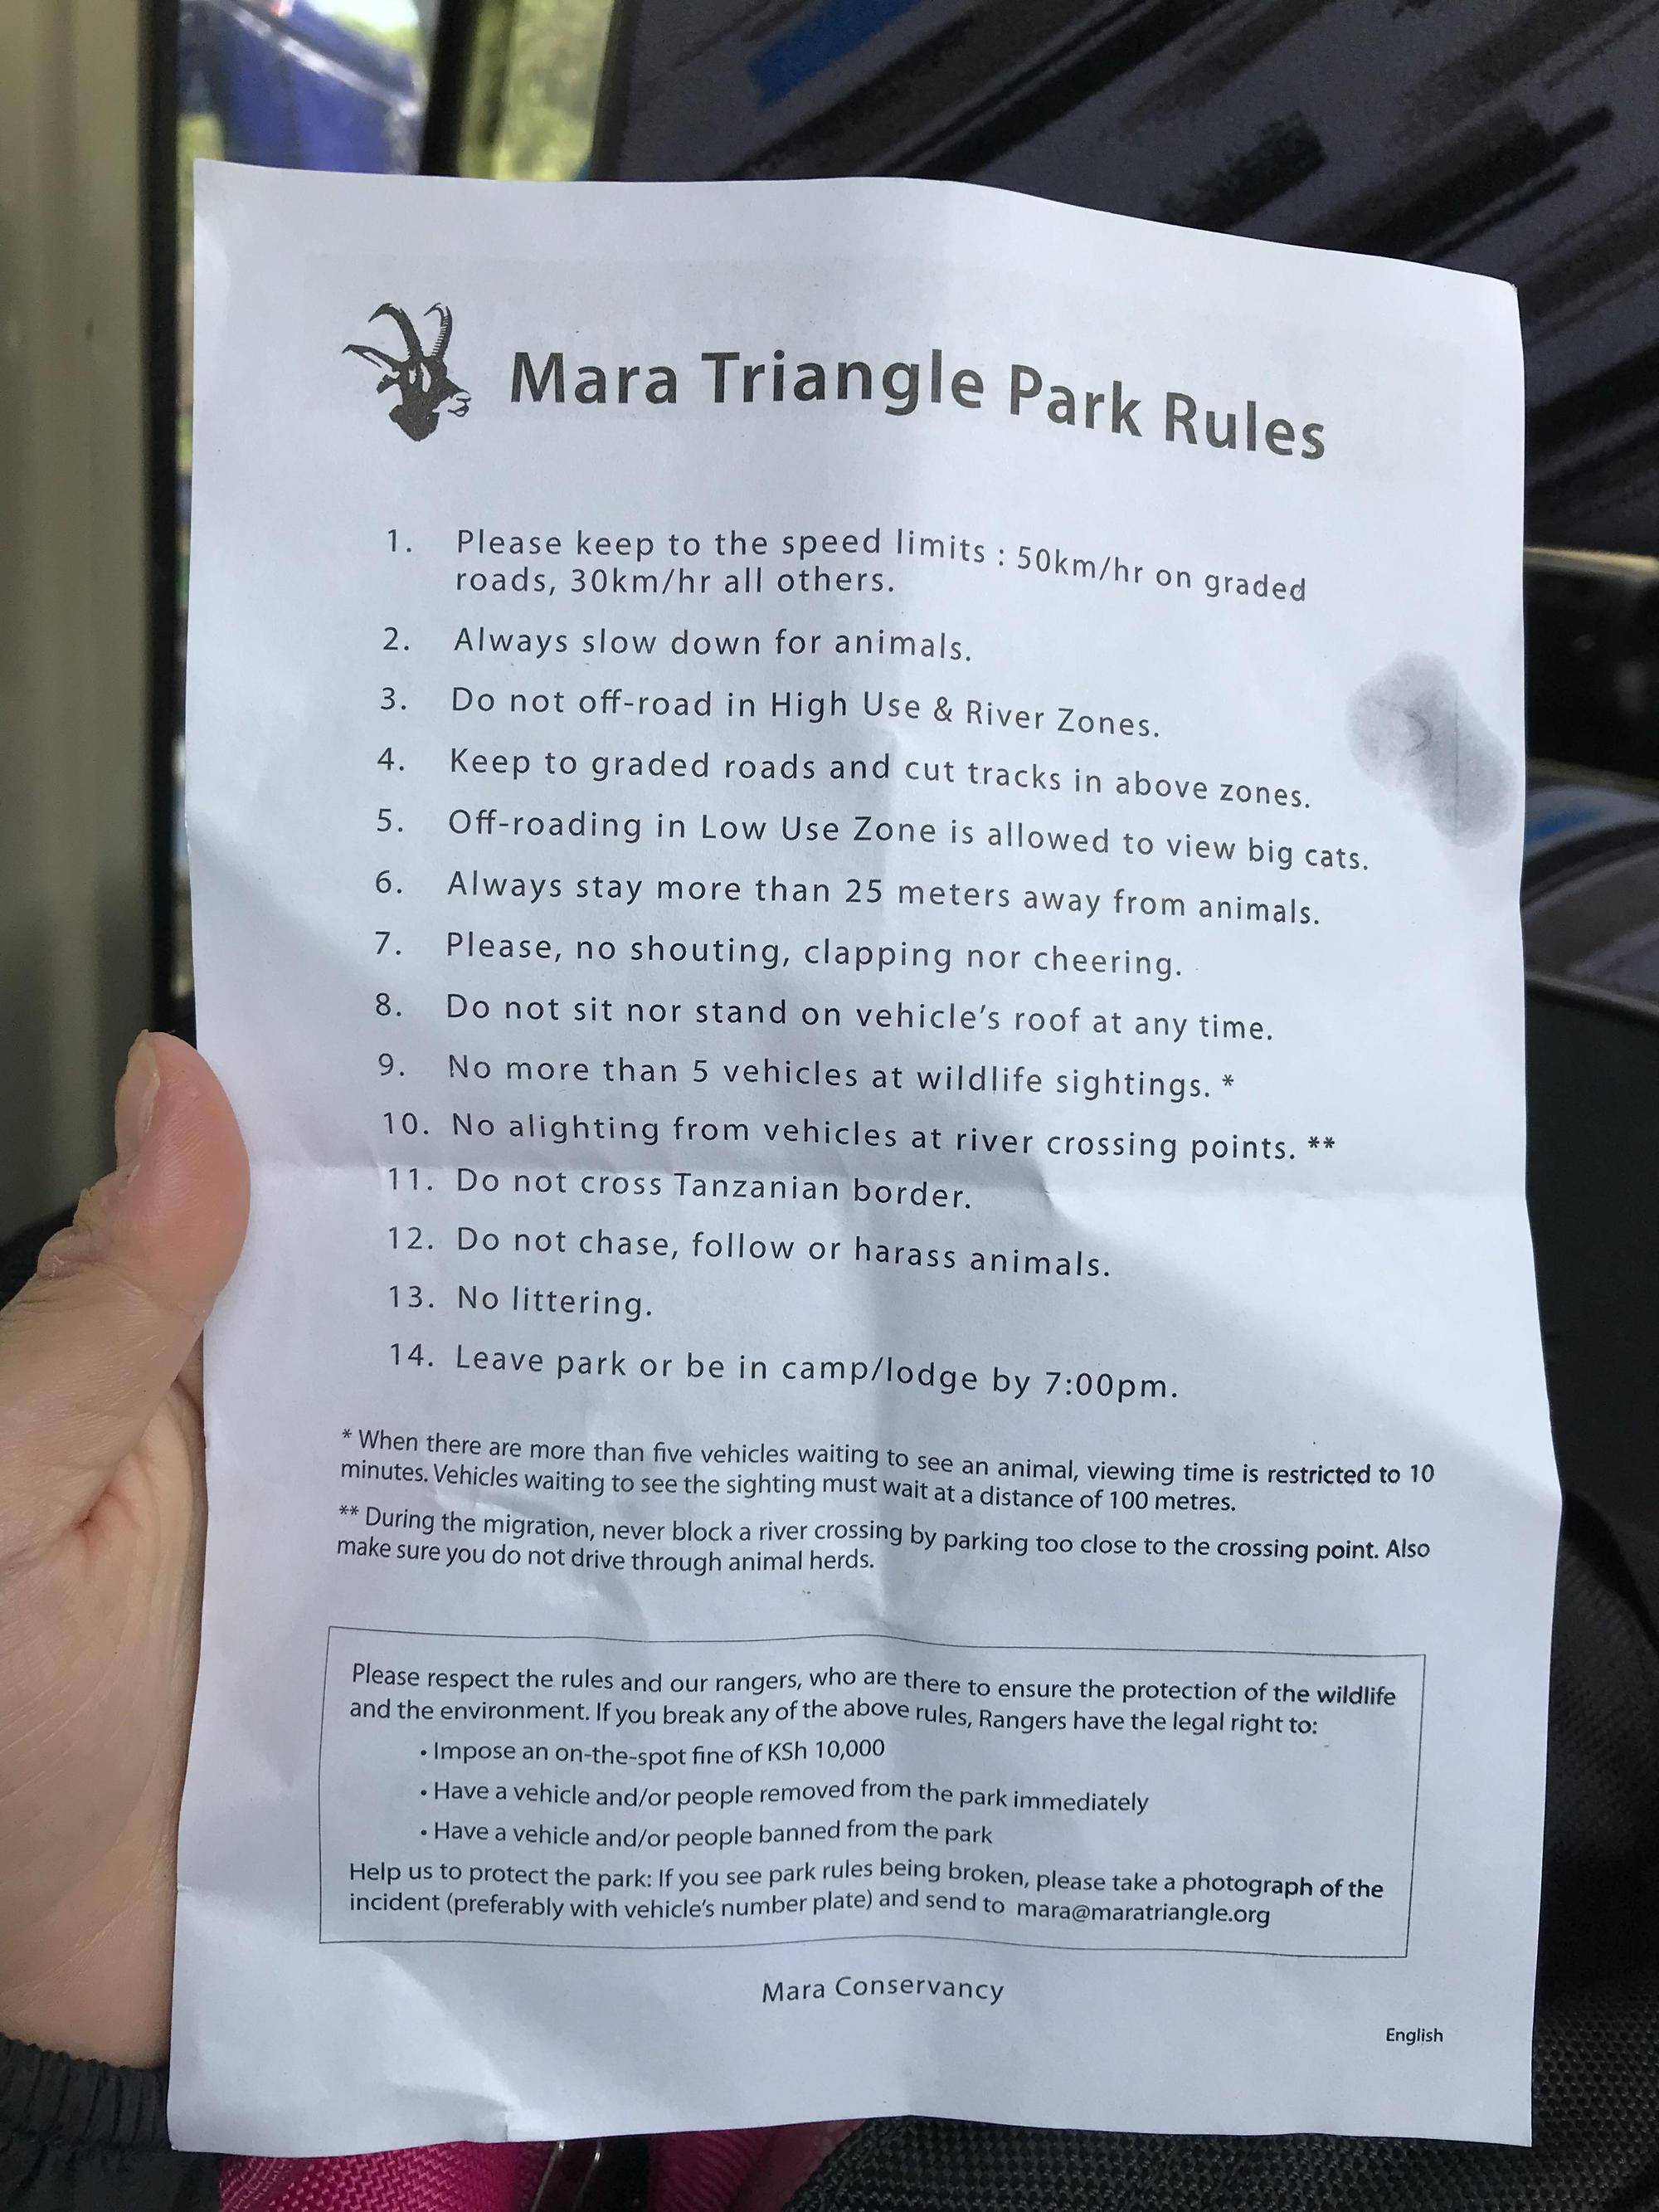 Mara Triangle Park Rules
1. Please keep to the speed limits : 50km/hr on graded
roads, 30km/hr all others.
2. Always slow down for animals.
3. Do not off-road in High Use & River Zones.
4. Keep to graded roads and cut tracks in above zones.
5. Off-roading in Low Use Zone is allowed to view big cats.
6. Always stay more than 25 meters away from animals.
7. Please, no shouting, clapping nor cheering.
8. Do not sit nor stand on vehicle's roof at any time.
9. No more than 5 vehicles at wildlife sightings. *
10. No alighting from vehicles at river crossing points. **
11. Do not cross Tanzanian border.
12. Do not chase, follow or harass animals.
13. No littering.
14. Leave park or be in camp/lodge by 7:00pm.
* When there are more than five vehicles waiting to see an animal, viewing time is restricted to 10
minutes. Vehicles waiting to see the sighting must wait at a distance of 100 metres.
** During the migration, never block a river crossing by parking too close to the crossing point. Also
make sure you do not drive through animal herds.
Please respect the rules and our rangers, who are there to ensure the protection of the wildlife
and the environment. If you break any of the above rules, Rangers have the legal right to:
• Impose an on-the-spot fine of KSh 10,000
• Have a vehicle and/or people removed from the park immediately
• Have a vehicle and/or people banned from the park
Help us to protect the park: If you see park rules being broken, please take a photograph of the
incident (preferably with vehicle's number plate) and send to mara@maratriangle.org
Mara Conservancy
English